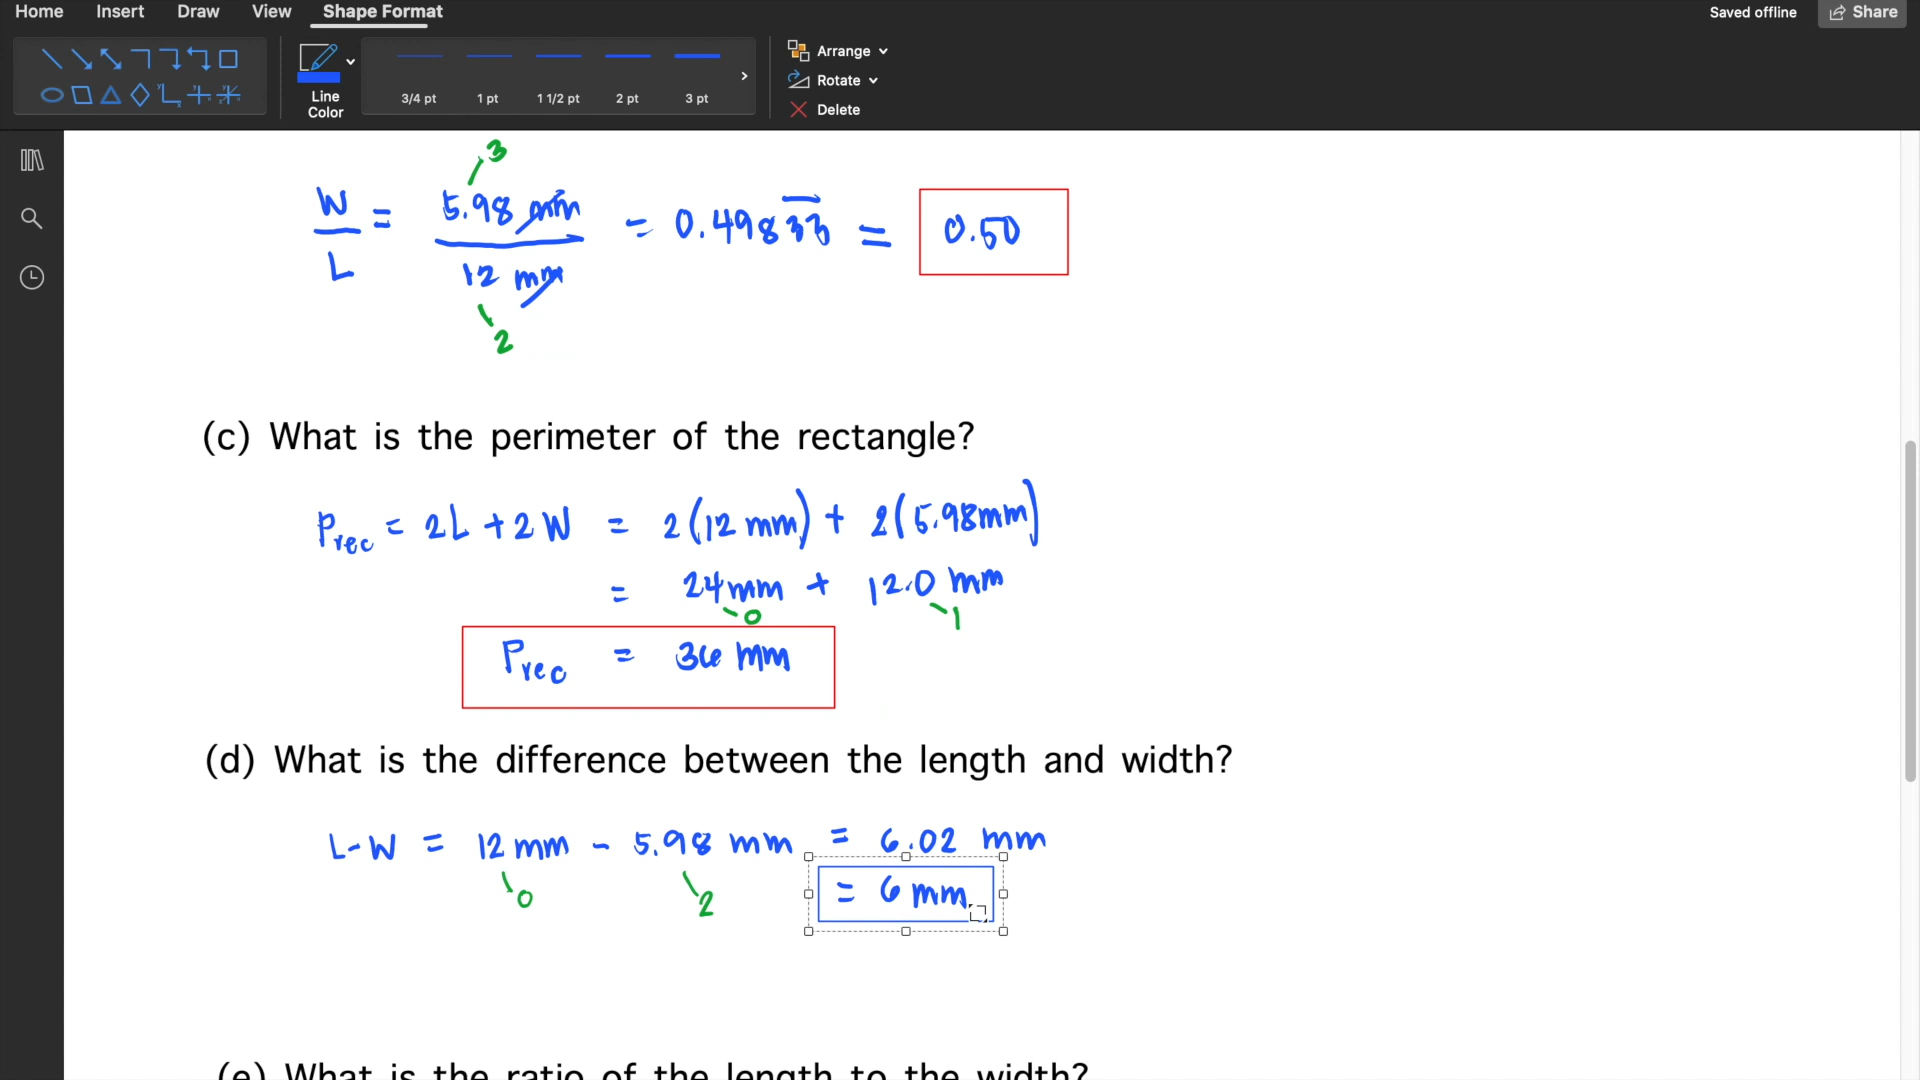 Home Insert Draw View Shape Format Saved offline Share
Line Color
3/4 pt 1 pt 1 1/2 pt 2 pt 3 pt
Arrange
Rotate
Delete
3
W/L = 5.98 mm / 12 mm = 0.4983̅3̅ = 0.50
2
(c) What is the perimeter of the rectangle?
Prec = 2L + 2W = 2(12 mm) + 2(5.98mm)
= 24mm + 12.0 mm
0 1
Prec = 36 mm
(d) What is the difference between the length and width?
L-W = 12 mm - 5.98 mm = 6.02 mm
0 2 = 6 mm
(e) What is the ratio of the length to the width?